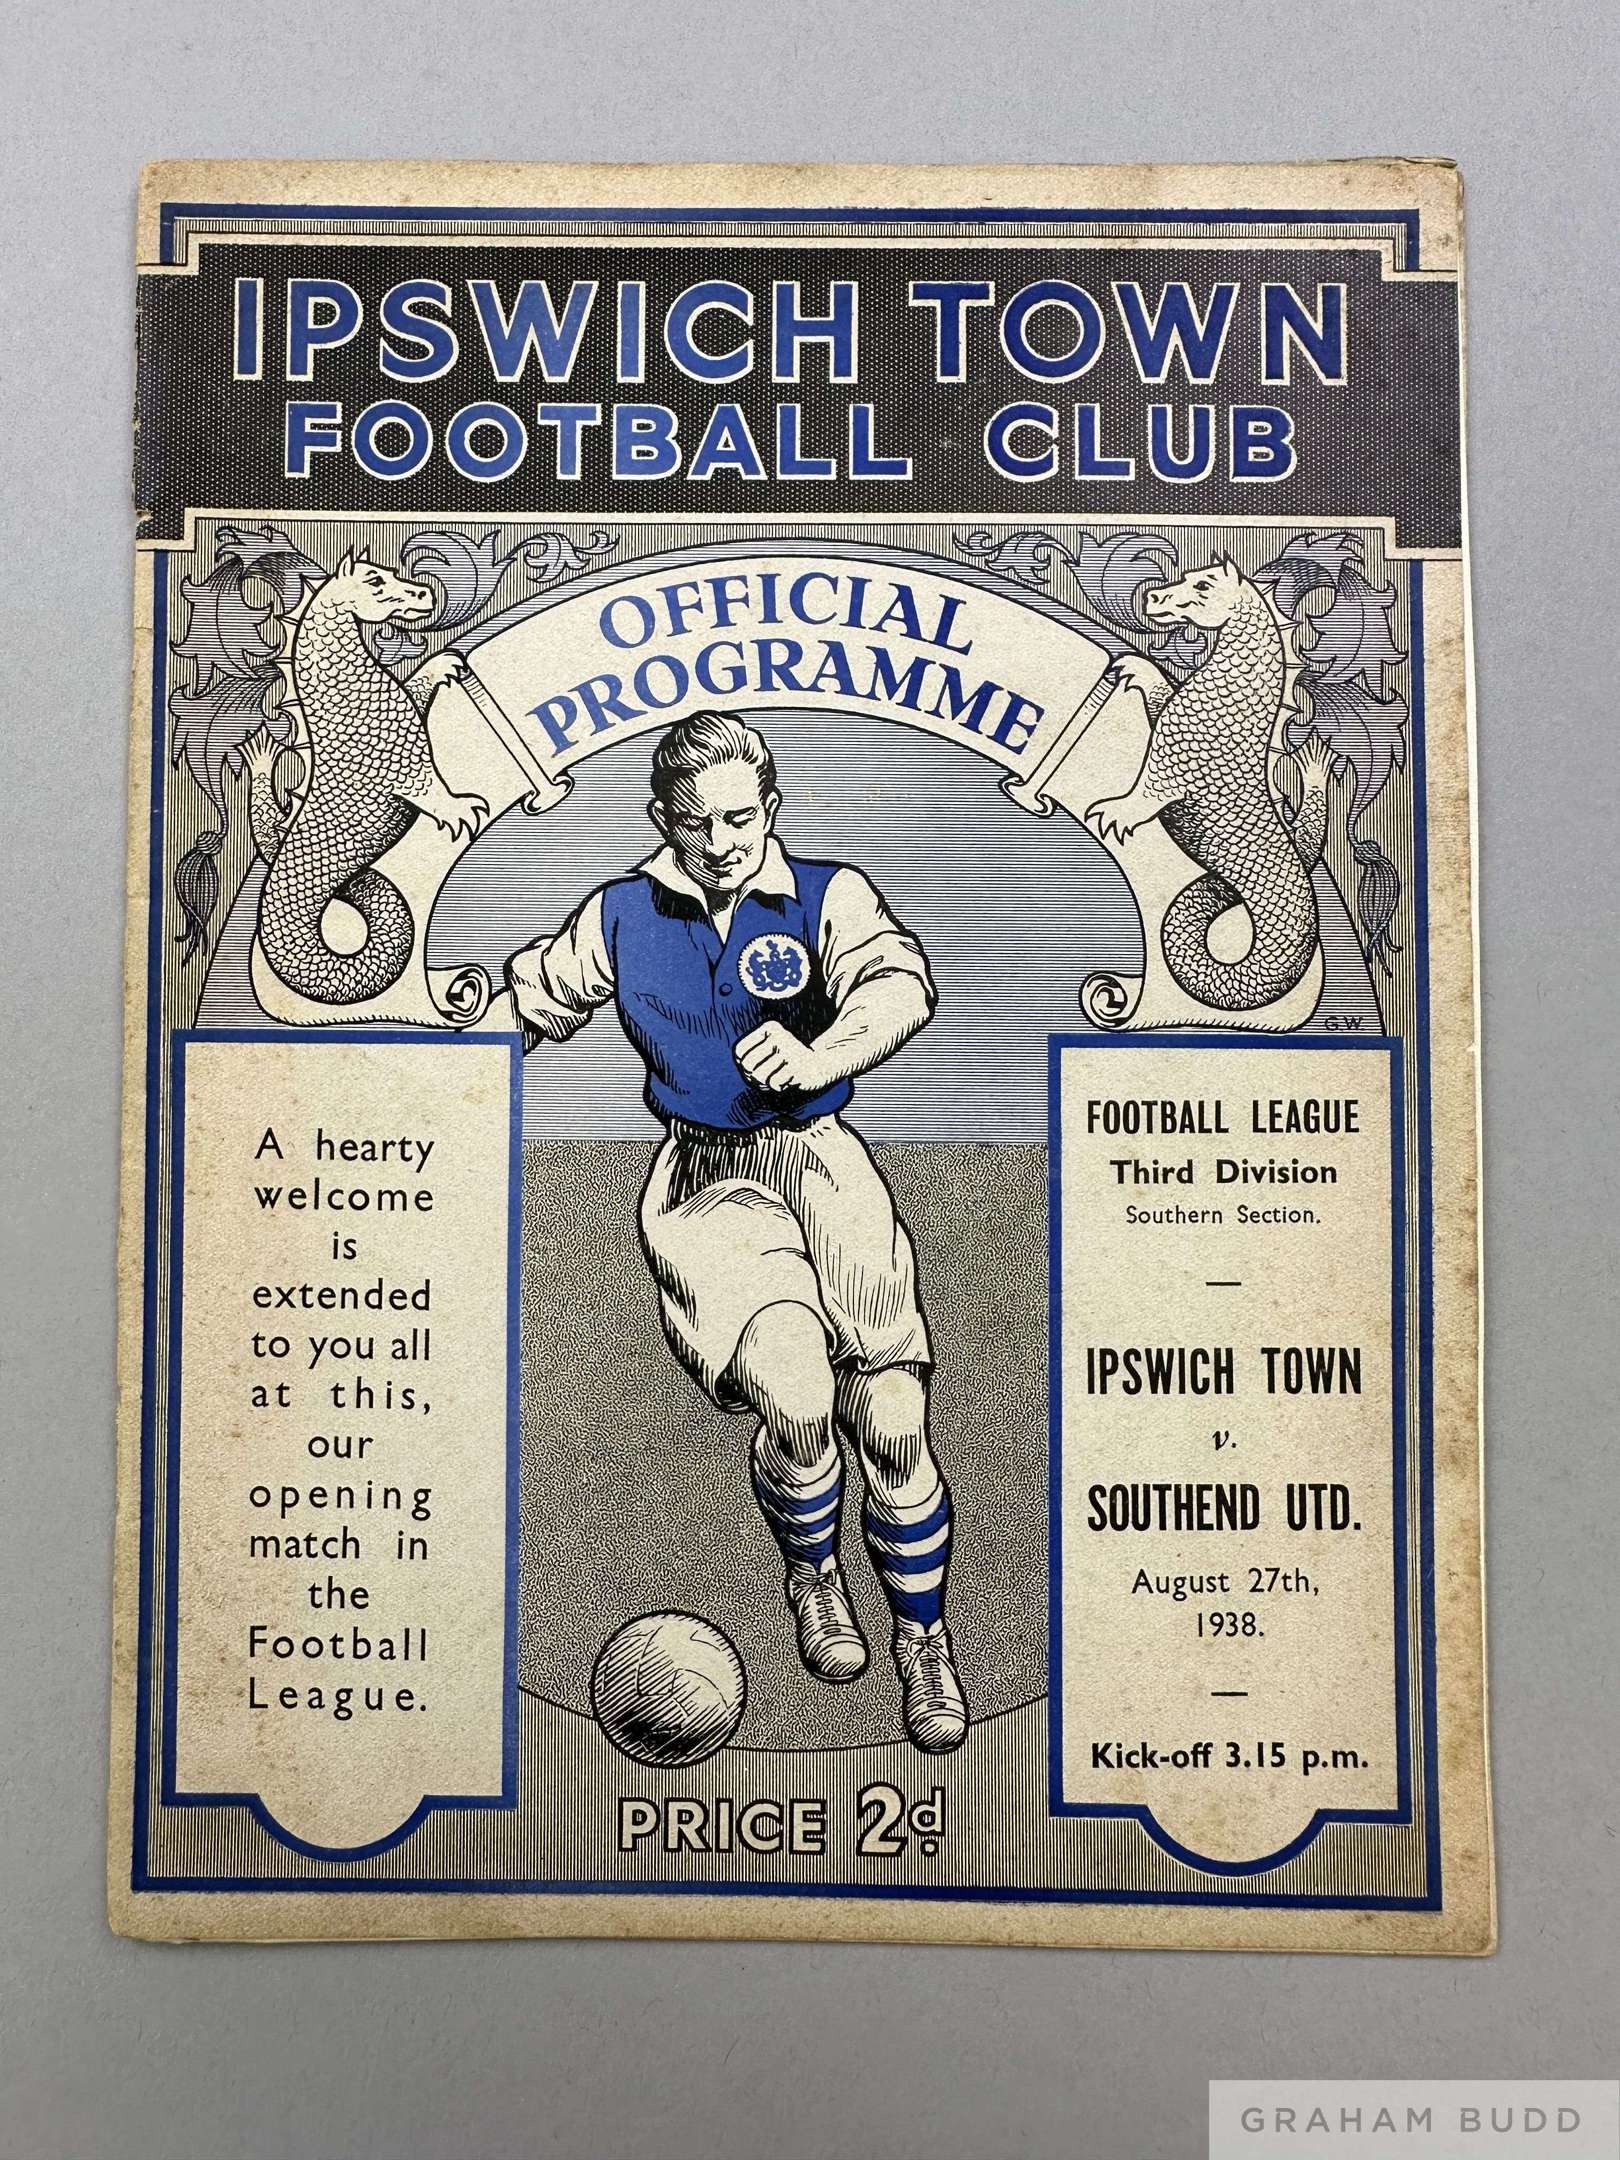 IPSWICH TOWN
FOOTBALL CLUB
OFFICIAL
PROGRAMME
G.W.
A hearty
welcome
is
extended
to you all
at this,
our
opening
match in
the
Football
League.
FOOTBALL LEAGUE
Third Division
Southern Section.
—
IPSWICH TOWN
v.
SOUTHEND UTD.
August 27th,
1938.
—
Kick-off 3.15 p.m.
PRICE 2d.
GRAHAM BUDD